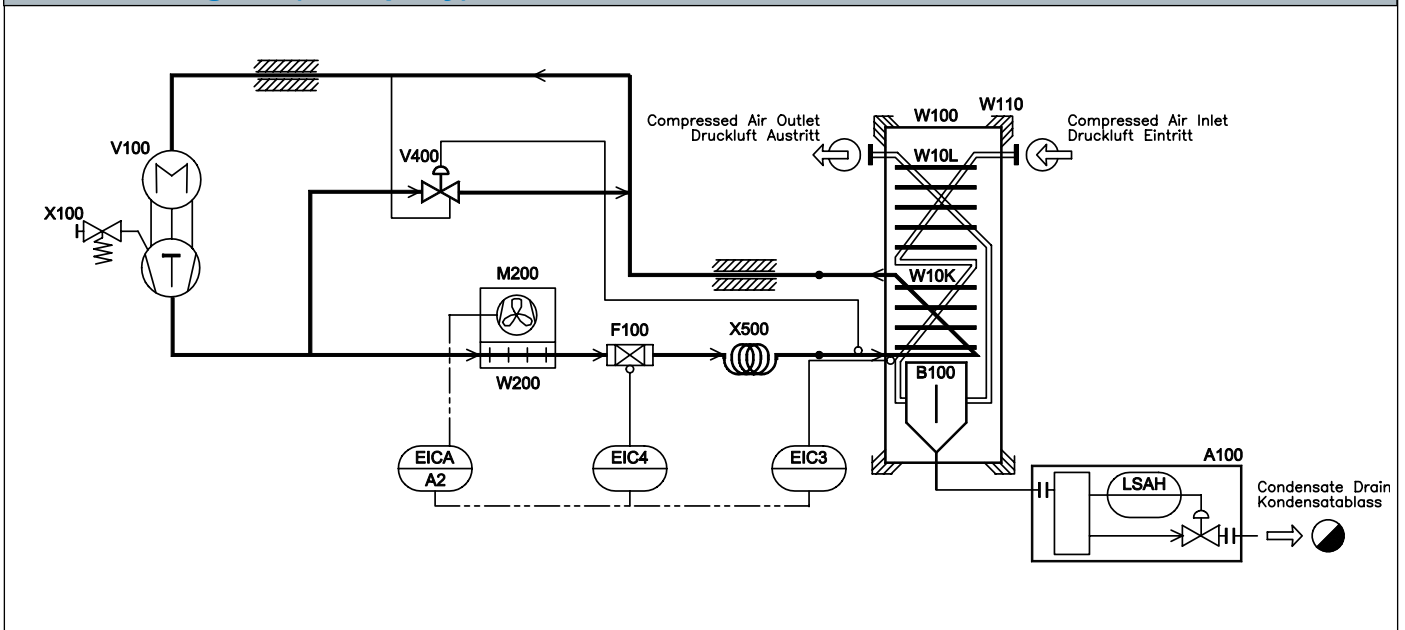 Compressed Air Outlet
Druckluft Austritt
W100
W110
Compressed Air Inlet
Druckluft Eintritt
V100
V400
W10L
X100
M200
W10K
F100
X500
W200
B100
EICA
A2
EIC4
EIC3
A100
LSAH
Condensate Drain
Kondensatablass